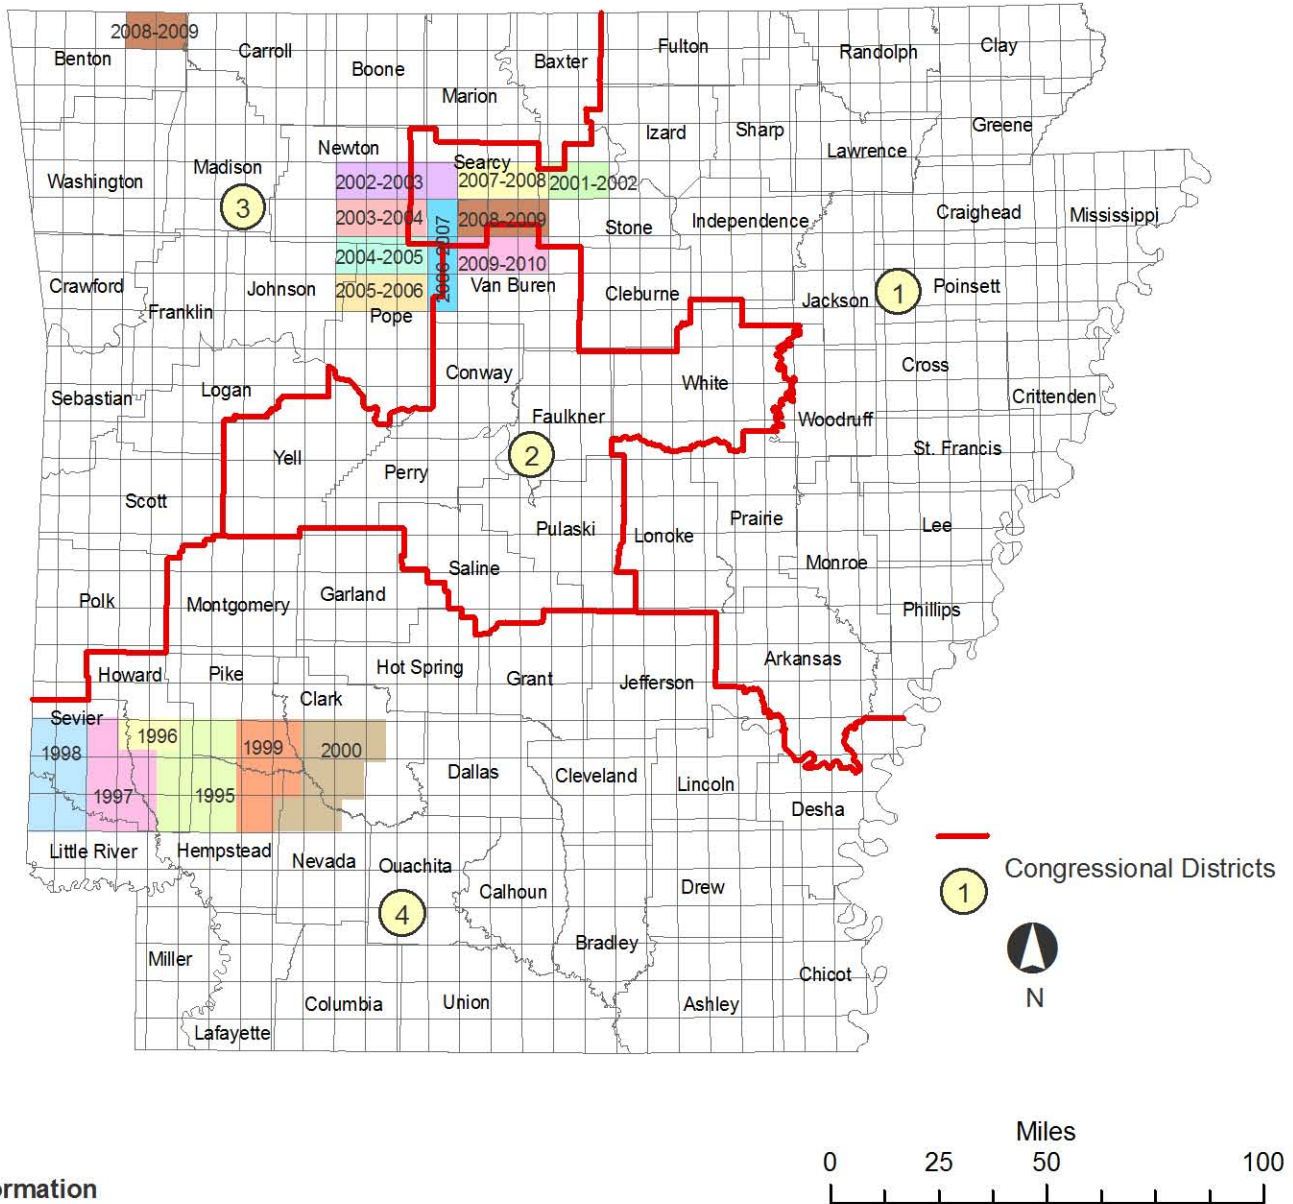 2008-2009
Benton
Carroll
Boone
Marion
Baxter
Fulton
Randolph
Clay
Greene
Izard
Sharp
Lawrence
Newton
Searcy
Madison
Washington
3
2002-2003
2007-2008
2001-2002
2003-2004
2008-2009
2006-2007
Stone
Independence
Craighead
Mississippi
2004-2005
2009-2010
Crawford
Franklin
Johnson
2005-2006
Pope
Van Buren
Cleburne
Jackson
1
Poinsett
Conway
White
Cross
Crittenden
Sebastian
Logan
Faulkner
Woodruff
St. Francis
Yell
Perry
2
Scott
Pulaski
Lonoke
Prairie
Lee
Monroe
Saline
Garland
Polk
Montgomery
Phillips
Howard
Pike
Hot Spring
Grant
Jefferson
Arkansas
Clark
Sevier
1998
1996
1999
2000
1997
1995
Dallas
Cleveland
Lincoln
Desha
Little River
Hempstead
Nevada
Ouachita
Calhoun
Drew
4
Congressional Districts
1
Miller
Bradley
Chicot
N
Columbia
Union
Ashley
Lafayette
Miles
0 25 50 100
ormation